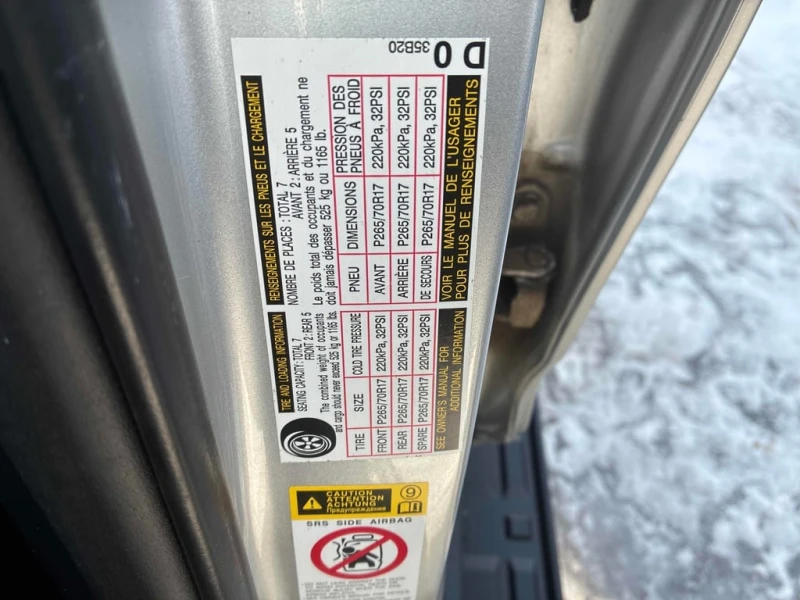 TIRE AND LOADING INFORMATION
SEATING CAPACITY : TOTAL 7
FRONT 2 : REAR 5
The combined weight of occupants
and cargo should never exceed 525 kg or 1165 lbs.
TIRE SIZE COLD TIRE PRESSURE
FRONT P265/70R17 220kPa, 32PSI
REAR P265/70R17 220kPa, 32PSI
SPARE P265/70R17 220kPa, 32PSI
SEE OWNER'S MANUAL FOR
ADDITIONAL INFORMATION
RENSEIGNEMENTS SUR LES PNEUS ET LE CHARGEMENT
NOMBRE DE PLACES : TOTAL 7
AVANT 2 : ARRIÈRE 5
Le poids total des occupants et du chargement ne
doit jamais dépasser 525 kg ou 1165 lb.
PNEU DIMENSIONS PRESSION DES
PNEUS À FROID
AVANT P265/70R17 220kPa, 32PSI
ARRIÈRE P265/70R17 220kPa, 32PSI
DE SECOURS P265/70R17 220kPa, 32PSI
VOIR LE MANUEL DE L'USAGER
POUR PLUS DE RENSEIGNEMENTS
35B20
D 0
CAUTION
ATTENTION
ACHTUNG
Предупреждение
9
SRS SIDE AIRBAG